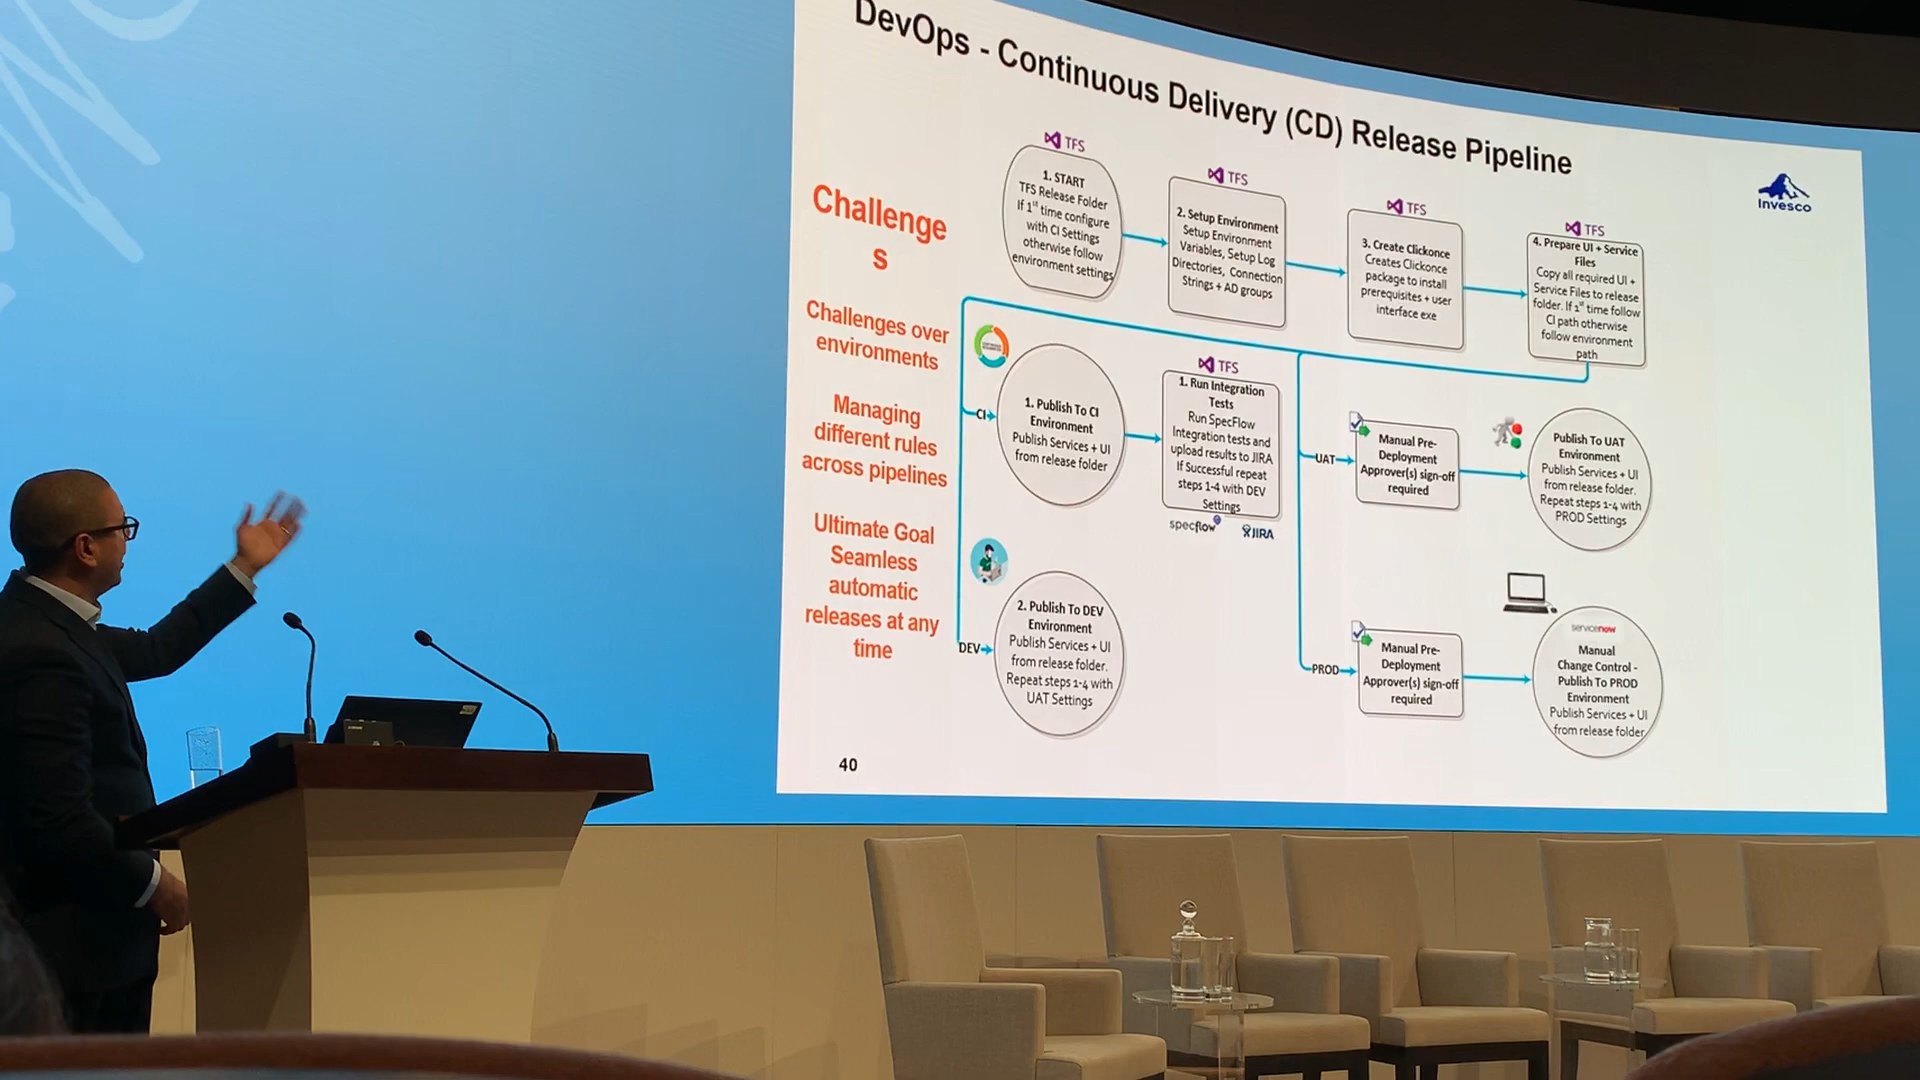 DevOps - Continuous Delivery (CD) Release Pipeline
Invesco
Challenge
s
Challenges over
environments
Managing
different rules
across pipelines
Ultimate Goal
Seamless
automatic
releases at any
time
40
TFS
1. START
TFS Release Folder
If 1st time configure
with CI Settings
otherwise follow
environment settings
TFS
2. Setup Environment
Setup Environment
Variables, Setup Log
Directories, Connection
Strings + AD groups
TFS
3. Create Clickonce
Creates Clickonce
package to install
prerequisites + user
interface exe
TFS
4. Prepare UI + Service
Files
Copy all required UI +
Service Files to release
folder. If 1st time follow
CI path otherwise
follow environment
path
CI
1. Publish To CI
Environment
Publish Services + UI
from release folder
TFS
1. Run Integration
Tests
Run SpecFlow
Integration tests and
upload results to JIRA
If Successful repeat
steps 1-4 with DEV
Settings
specflow
JIRA
DEV
2. Publish To DEV
Environment
Publish Services + UI
from release folder.
Repeat steps 1-4 with
UAT Settings
UAT
Manual Pre-
Deployment
Approver(s) sign-off
required
Publish To UAT
Environment
Publish Services + UI
from release folder.
Repeat steps 1-4 with
PROD Settings
PROD
Manual Pre-
Deployment
Approver(s) sign-off
required
servicenow
Manual
Change Control -
Publish To PROD
Environment
Publish Services + UI
from release folder